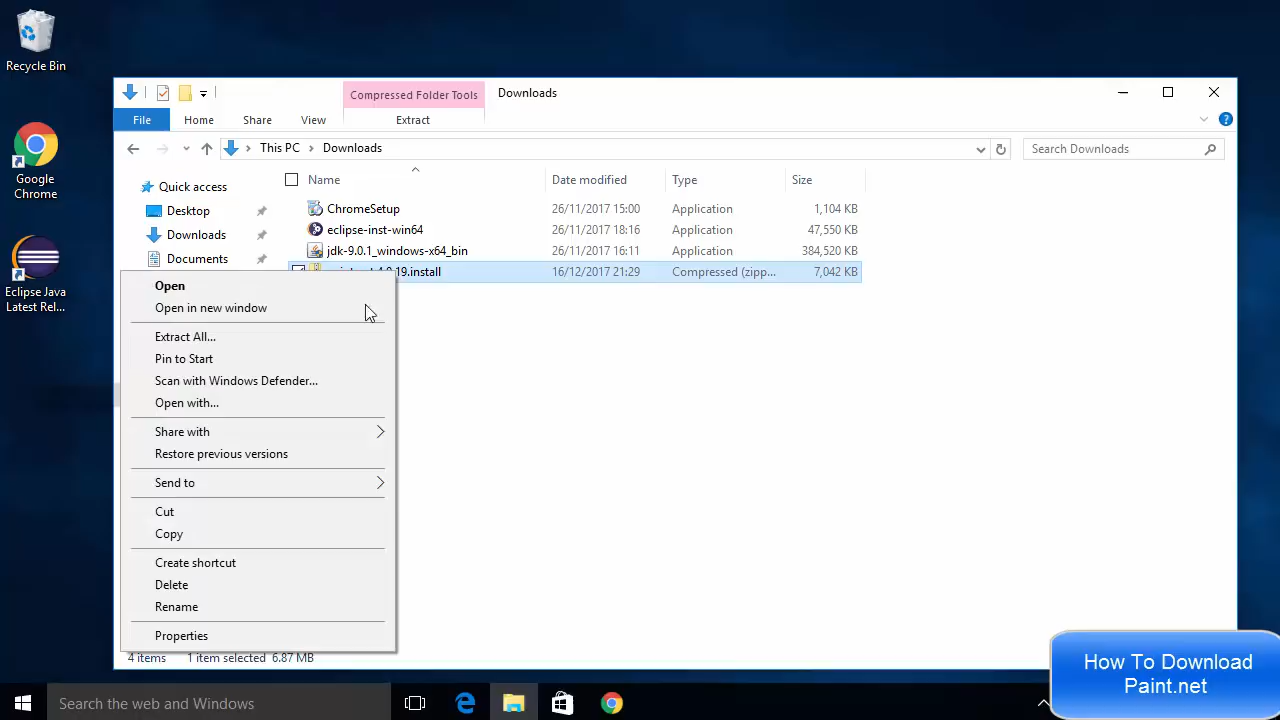 Recycle Bin
Google
Chrome
Eclipse Java
Latest Rel...
Compressed Folder Tools
Downloads
File
Home
Share
View
Extract
This PC
Downloads
Search Downloads
Name
Date modified
Type
Size
Quick access
Desktop
Downloads
Documents
ChromeSetup 26/11/2017 15:00 Application 1,104 KB
eclipse-inst-win64 26/11/2017 18:16 Application 47,550 KB
jdk-9.0.1_windows-x64_bin 26/11/2017 16:11 Application 384,520 KB
19.install 16/12/2017 21:29 Compressed (zipp... 7,042 KB
Open
Open in new window
Extract All...
Pin to Start
Scan with Windows Defender...
Open with...
Share with
Restore previous versions
Send to
Cut
Copy
Create shortcut
Delete
Rename
Properties
4 items 1 item selected 6.87 MB
How To Download
Paint.net
Search the web and Windows